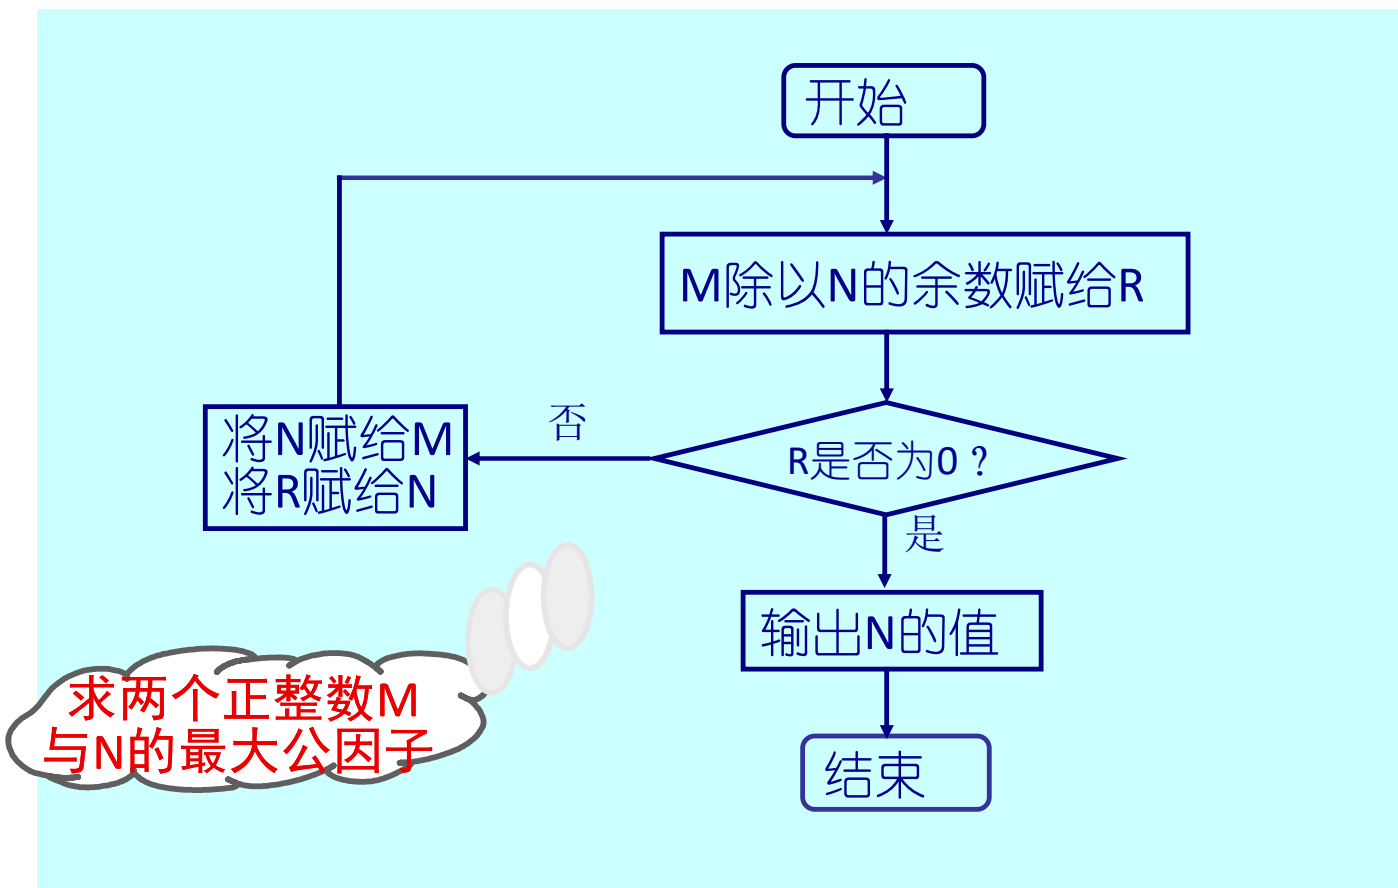 开始
M除以N的余数赋给R
否
将N赋给M
将R赋给N
R是否为0？
是
输出N的值
求两个正整数M
与N的最大公因子
结束